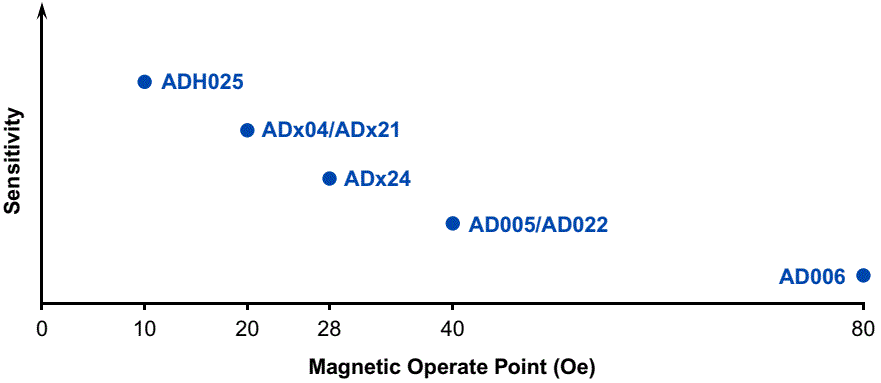 ADH025
ADx04/ADx21
ADx24
AD005/AD022
AD006
Sensitivity
0 10 20 28 40 80
Magnetic Operate Point (Oe)